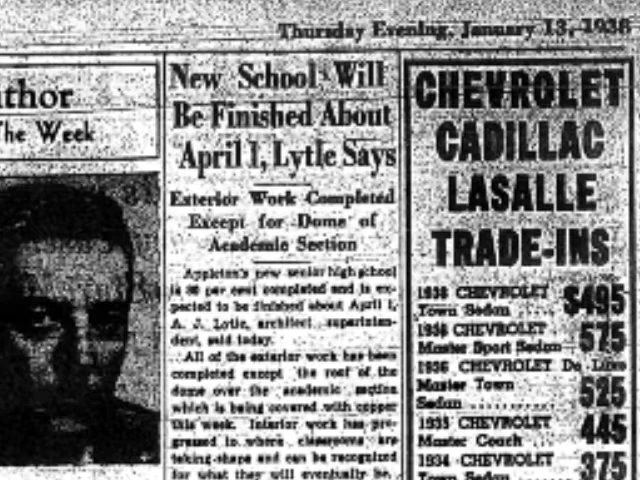 Thursday Evening, January 13, 1938
thor
The Week
New School Will
Be Finished About
April 1, Lytle Says
Exterior Work Completed
Except for Dome of
Academic Section
Appleton's new senior high school
is 80 per cent completed and is ex-
pected to be finished about April 1,
A. J. Lytle, architect superinten-
dent, said today.
All of the exterior work has been
completed except the roof of the
dome over the academic section
which is being covered with copper
this week. Interior work has pro-
gressed to where classrooms are
taking shape and can be recognized
for what they will eventually be.
CHEVROLET
CADILLAC
LASALLE
TRADE-INS
CHEVROLET
Town Sedan .... $495
CHEVROLET
Master Sport Sedan 575
1936 CHEVROLET De Luxe
Master Town
Sedan .......... 525
1935 CHEVROLET
Master Coach ... 445
1934 CHEVROLET
Town Sedan 375